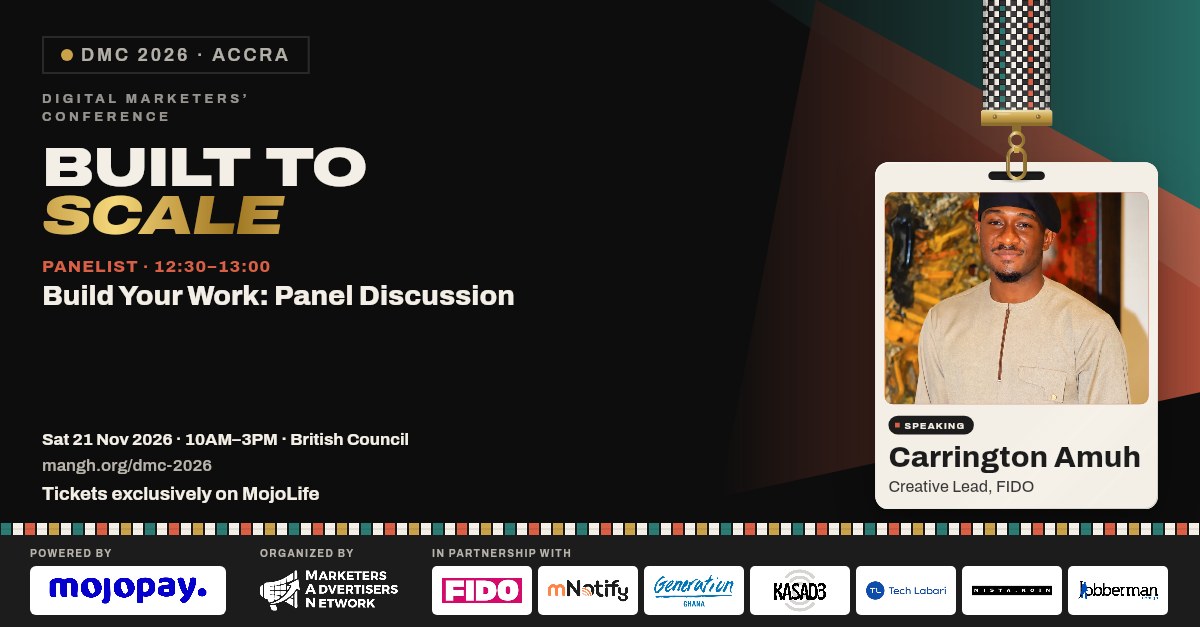 DMC 2026 · ACCRA
DIGITAL MARKETERS'
CONFERENCE
BUILT TO
SCALE
PANELIST · 12:30–13:00
Build Your Work: Panel Discussion
Sat 21 Nov 2026 · 10AM–3PM · British Council
mangh.org/dmc-2026
Tickets exclusively on MojoLife
SPEAKING
Carrington Amuh
Creative Lead, FIDO
POWERED BY
mojopay.
ORGANIZED BY
MARKETERS
ADVERTISERS
NETWORK
IN PARTNERSHIP WITH
FIDO
mNotify
Generation
GHANA
KASAD3
TL Tech Labari
Jobberman